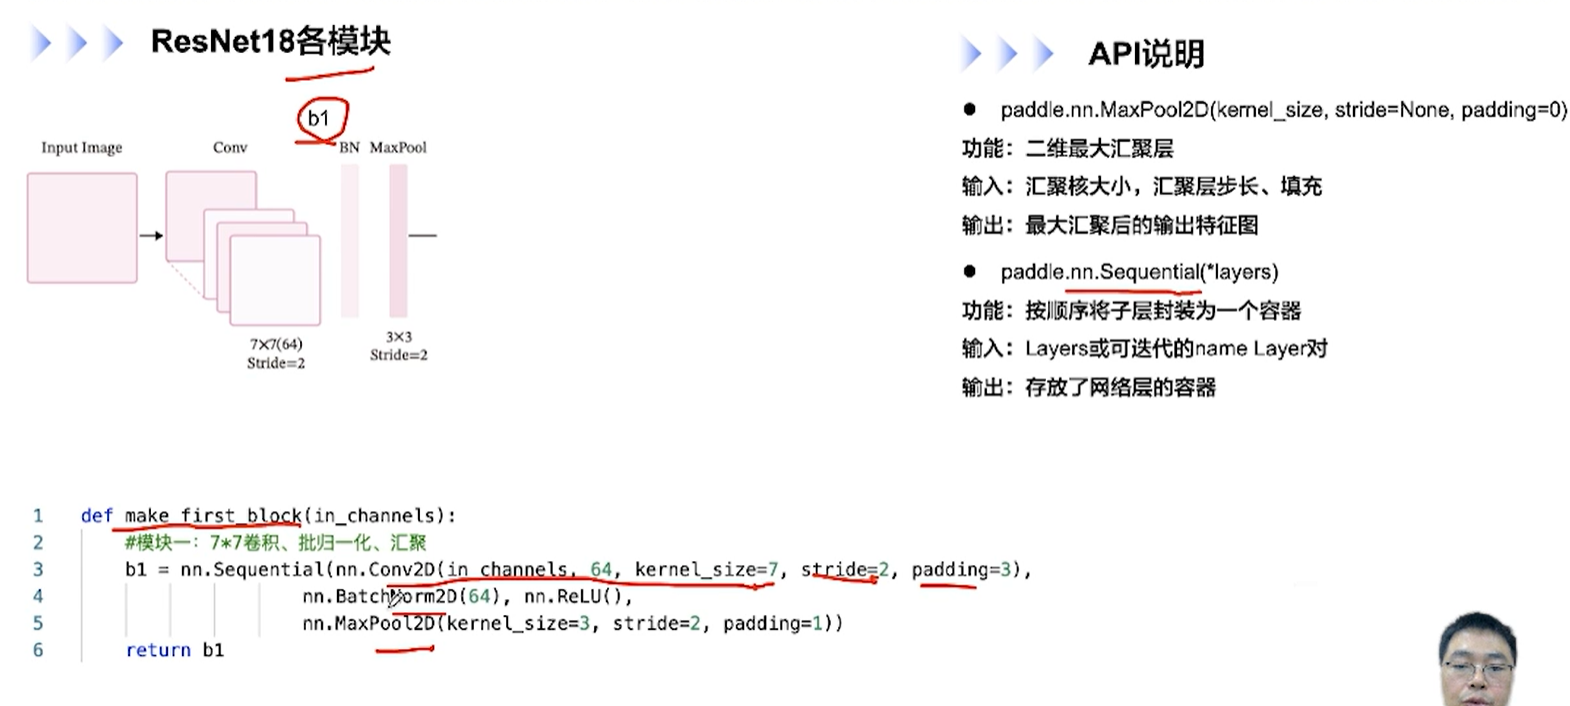 ResNet18各模块
b1
Input Image
Conv
BN
MaxPool
7×7(64)
Stride=2
3×3
Stride=2
API说明
● paddle.nn.MaxPool2D(kernel_size, stride=None, padding=0)
功能：二维最大汇聚层
输入：汇聚核大小，汇聚层步长、填充
输出：最大汇聚后的输出特征图
● paddle.nn.Sequential(*layers)
功能：按顺序将子层封装为一个容器
输入：Layers或可迭代的name Layer对
输出：存放了网络层的容器
1 def make_first_block(in_channels):
2 #模块一：7*7卷积、批归一化、汇聚
3 b1 = nn.Sequential(nn.Conv2D(in_channels, 64, kernel_size=7, stride=2, padding=3),
4 nn.BatchNorm2D(64), nn.ReLU(),
5 nn.MaxPool2D(kernel_size=3, stride=2, padding=1))
6 return b1